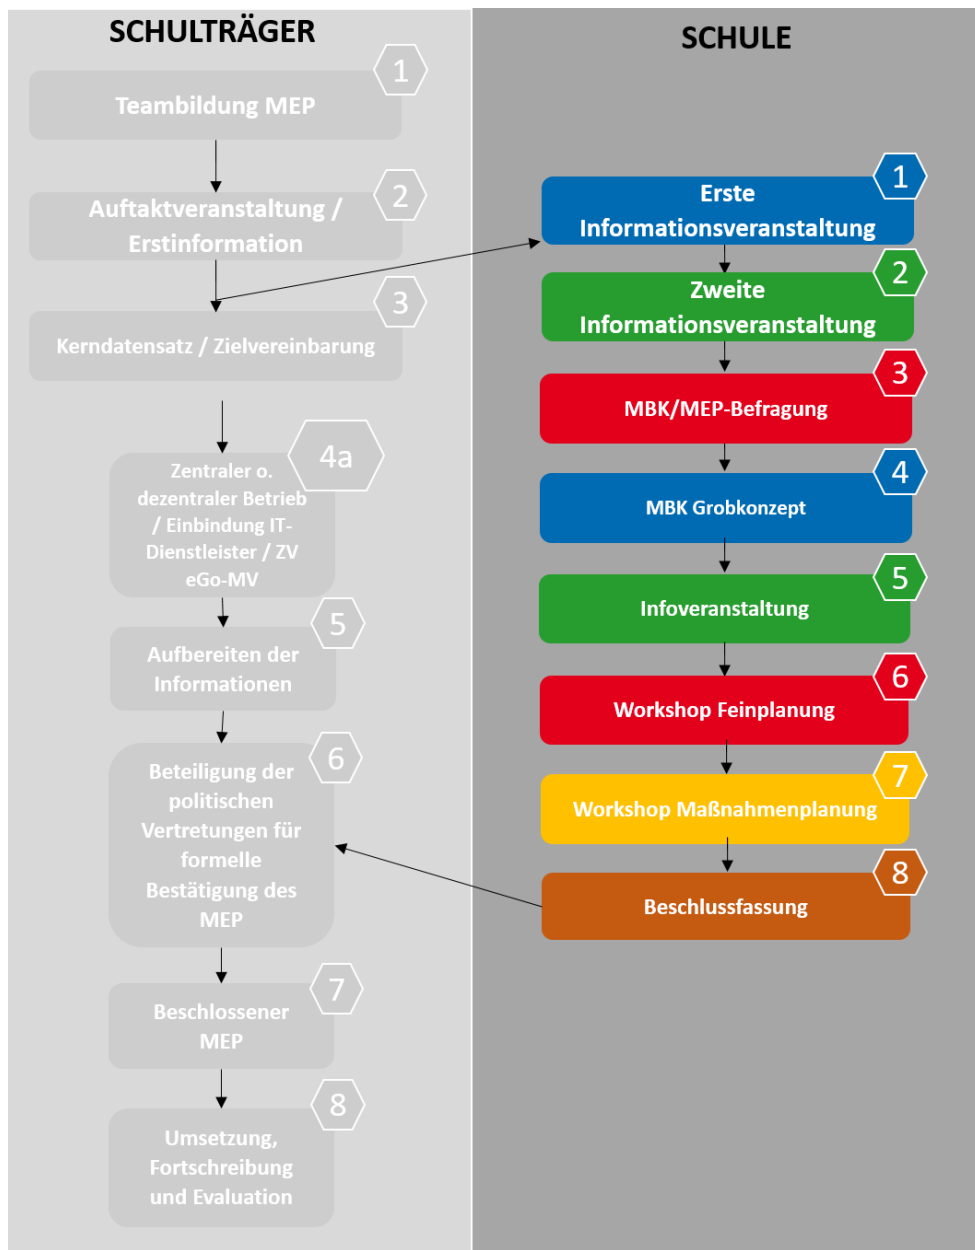 SCHULTRÄGER
1
Teambildung MEP
2
Auftaktveranstaltung /
Erstinformation
3
Kerndatensatz / Zielvereinbarung
4a
Zentraler o.
dezentraler Betrieb
/ Einbindung IT-
Dienstleister / ZV
eGo-MV
5
Aufbereiten der
Informationen
6
Beteiligung der
politischen
Vertretungen für
formelle
Bestätigung des
MEP
7
Beschlossener
MEP
8
Umsetzung,
Fortschreibung
und Evaluation
SCHULE
1
Erste
Informationsveranstaltung
2
Zweite
Informationsveranstaltung
3
MBK/MEP-Befragung
4
MBK Grobkonzept
5
Infoveranstaltung
6
Workshop Feinplanung
7
Workshop Maßnahmenplanung
8
Beschlussfassung